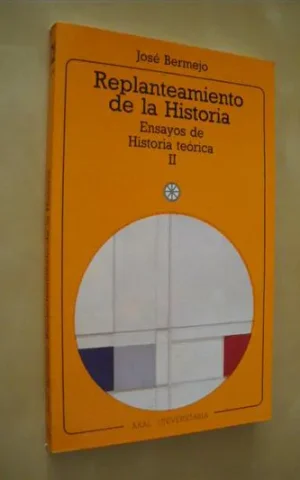 José Bermejo
Replanteamiento
de la Historia
Ensayos de
Historia teórica
II
AKAL UNIVERSITARIA